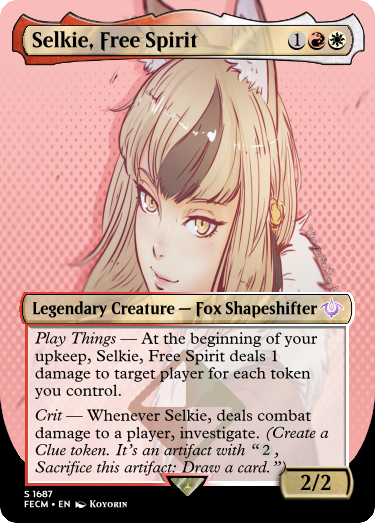 Selkie, Free Spirit 1
Legendary Creature — Fox Shapeshifter
Play Things — At the beginning of your
upkeep, Selkie, Free Spirit deals 1
damage to target player for each token
you control.
Crit — Whenever Selkie, deals combat
damage to a player, investigate. (Create a
Clue token. It's an artifact with "2 ,
Sacrifice this artifact: Draw a card.")
2/2
S 1687
FECM • EN Koyorin